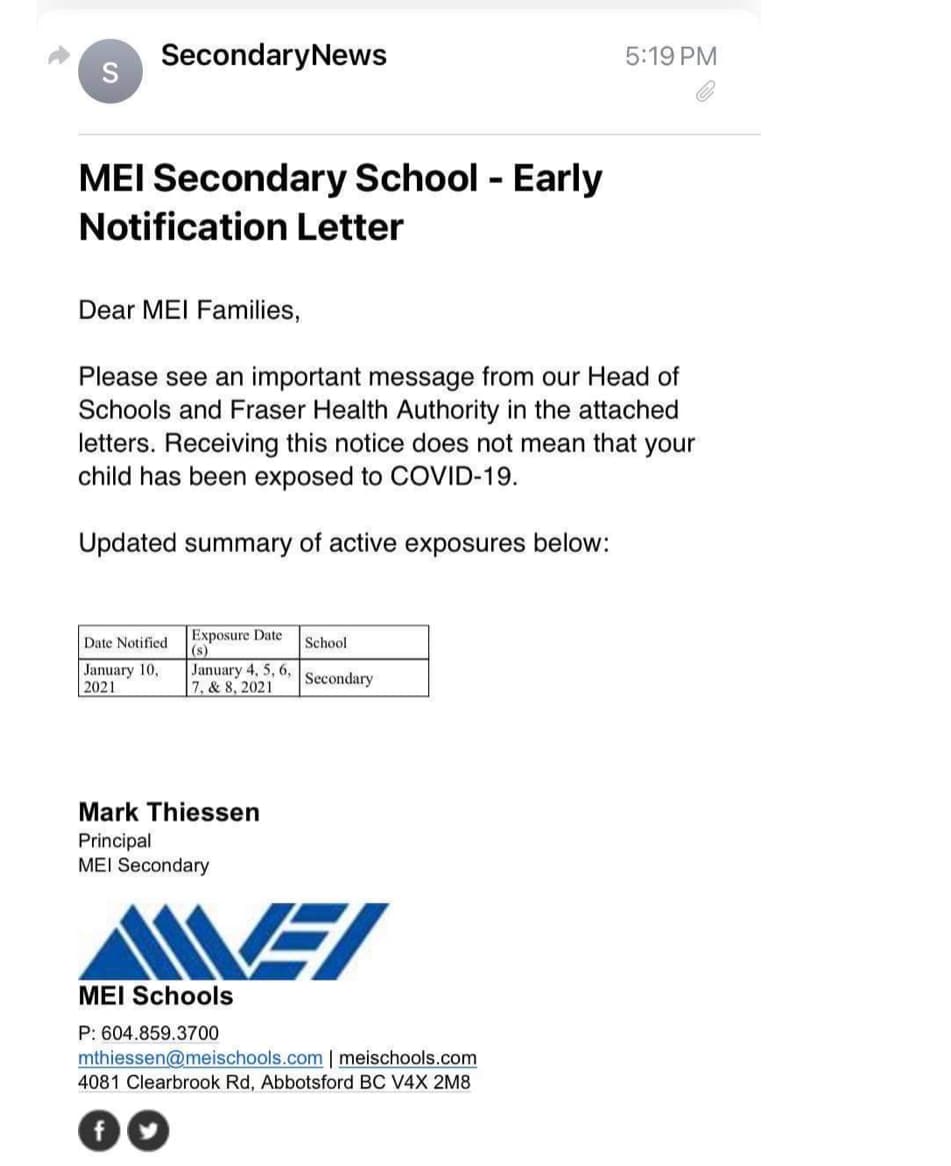 S
SecondaryNews
5:19 PM
MEI Secondary School - Early
Notification Letter
Dear MEI Families,
Please see an important message from our Head of
Schools and Fraser Health Authority in the attached
letters. Receiving this notice does not mean that your
child has been exposed to COVID-19.
Updated summary of active exposures below:
Date Notified
Exposure Date
(s)
School
January 10,
2021
January 4, 5, 6,
7, & 8, 2021
Secondary
Mark Thiessen
Principal
MEI Secondary
MEI
MEI Schools
P: 604.859.3700
mthiessen@meischools.com | meischools.com
4081 Clearbrook Rd, Abbotsford BC V4X 2M8
f